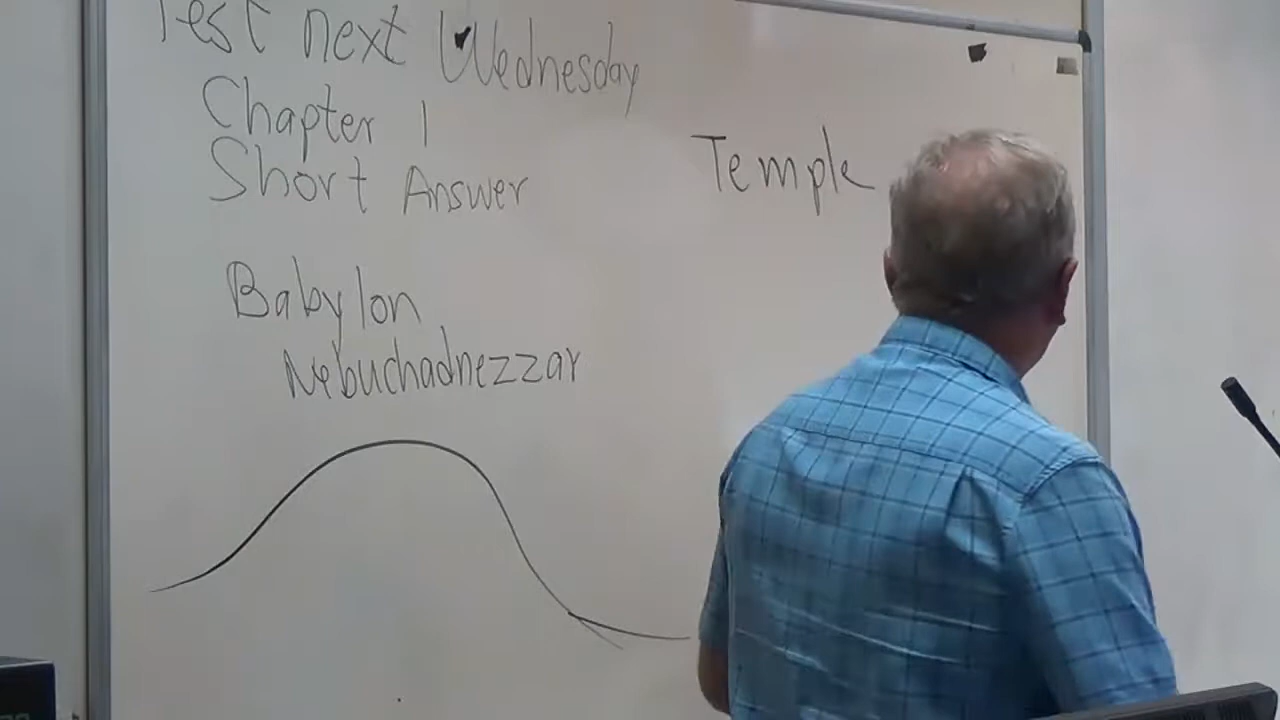 Test next Wednesday
Chapter 1
Short Answer
Temple
Babylon
Nebuchadnezzar